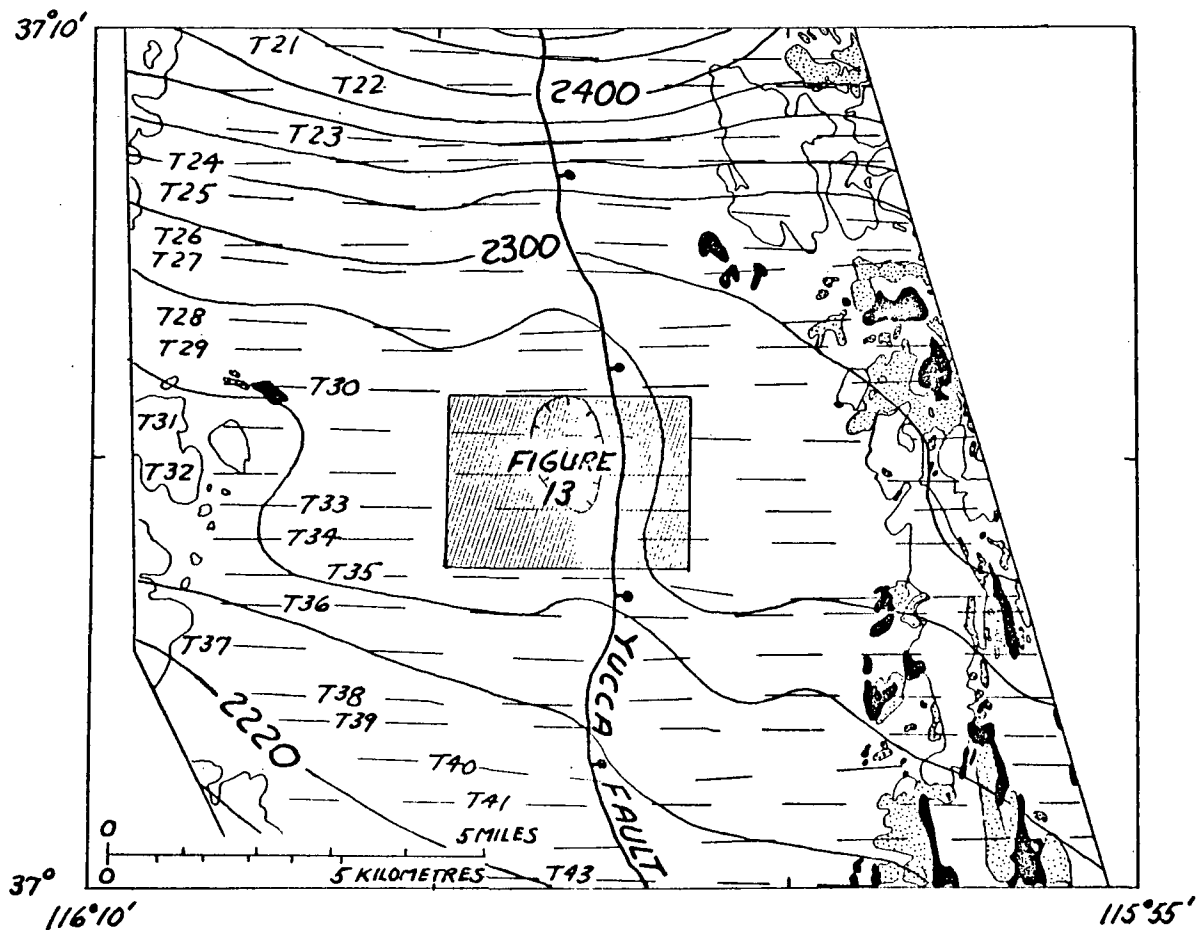 37°10'
T21
T22
2400
T23
T24
T25
T26
2300
T27
T28
T29
T30
T31
FIGURE
13
T32
T33
T34
T35
T36
T37
YUCCA FAULT
T38
2220
T39
T40
T41
0
5 MILES
37°
0
5 KILOMETRES
T43
116°10'
115°55'